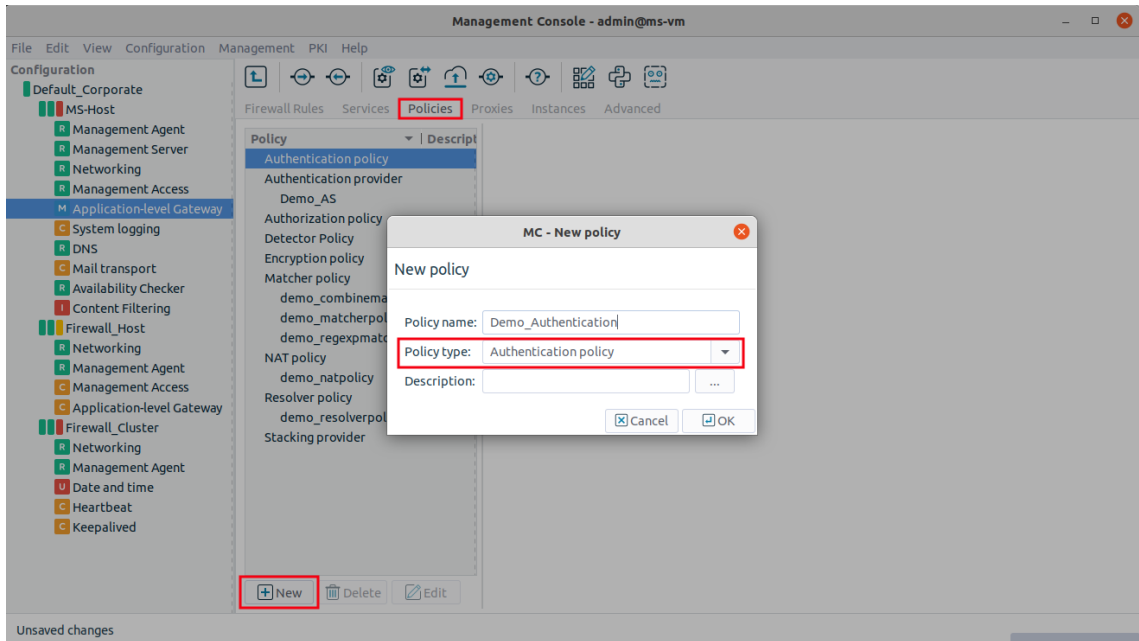 Management Console - admin@ms-vm
File Edit View Configuration Management PKI Help
Configuration
Default_Corporate
MS-Host
R Management Agent
R Management Server
R Networking
R Management Access
M Application-level Gateway
C System logging
R DNS
C Mail transport
R Availability Checker
I Content Filtering
Firewall_Host
R Networking
R Management Agent
C Management Access
C Application-level Gateway
Firewall_Cluster
R Networking
R Management Agent
U Date and time
C Heartbeat
C Keepalived
Firewall Rules Services Policies Proxies Instances Advanced
Policy Descript
Authentication policy
Authentication provider
Demo_AS
Authorization policy
Detector Policy
Encryption policy
Matcher policy
demo_combinema
demo_matcherpol
demo_regexpmatc
NAT policy
demo_natpolicy
Resolver policy
demo_resolverpol
Stacking provider
New Delete Edit
MC - New policy
New policy
Policy name: Demo_Authentication
Policy type: Authentication policy
Description: ...
Cancel OK
Unsaved changes